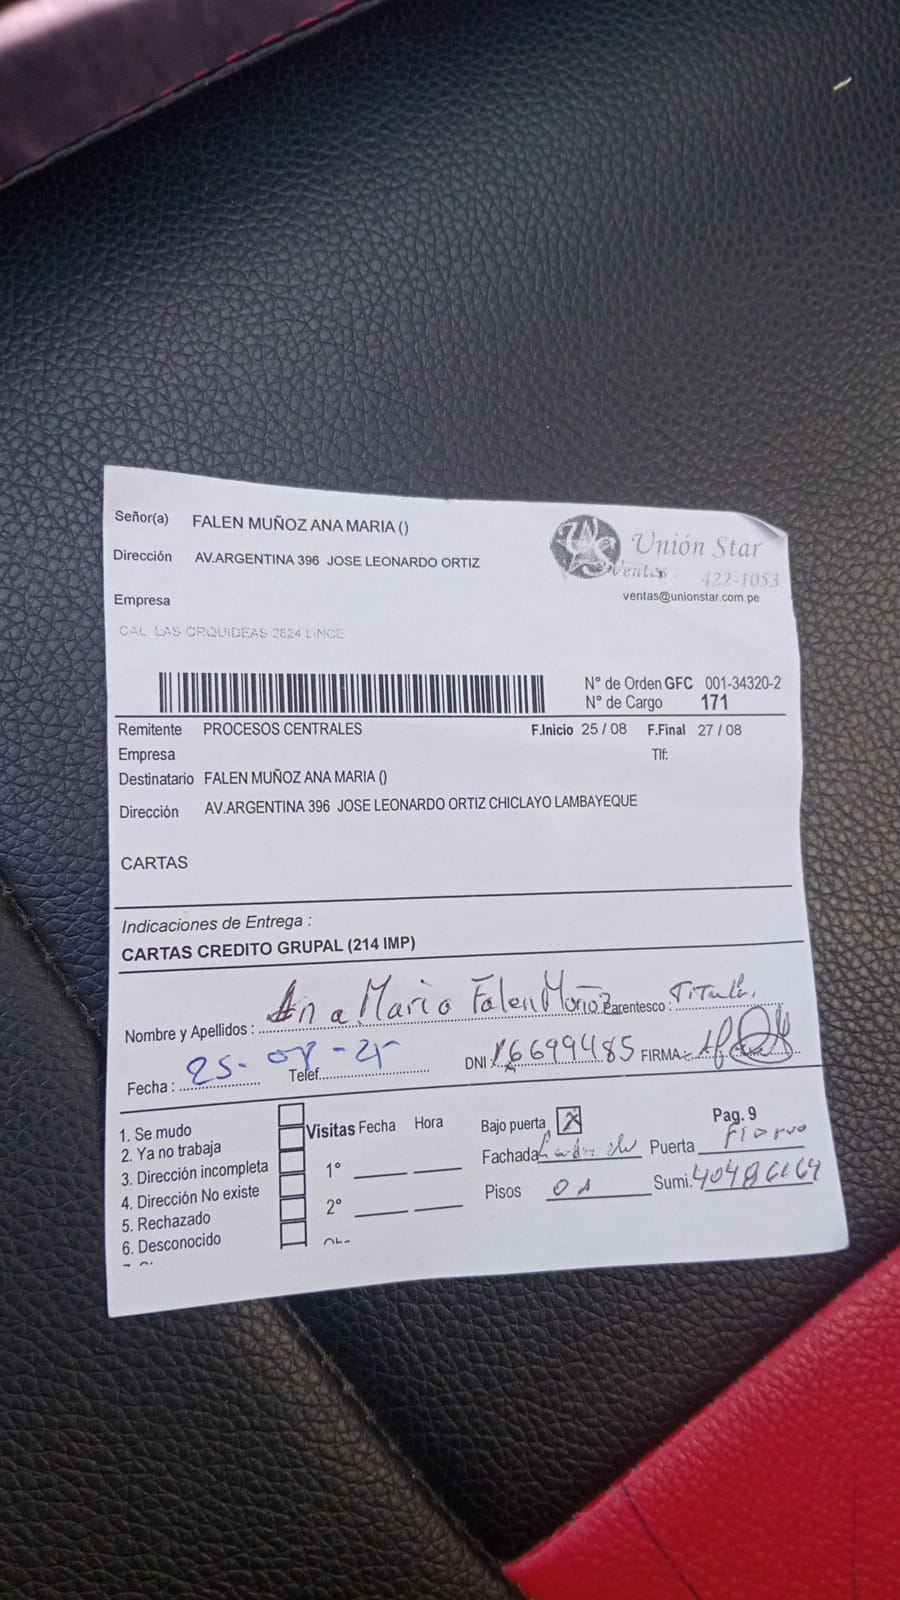 Señor(a) FALEN MUÑOZ ANA MARIA ()
Dirección AV.ARGENTINA 396 JOSE LEONARDO ORTIZ
Unión Star
Ventas: 422-1053
ventas@unionstar.com.pe
Empresa
CAL. LAS ORQUIDEAS 2624 LINCE
N° de Orden GFC 001-34320-2
N° de Cargo 171
Remitente PROCESOS CENTRALES F.Inicio 25 / 08 F.Final 27 / 08
Empresa Tlf:
Destinatario FALEN MUÑOZ ANA MARIA ()
Dirección AV.ARGENTINA 396 JOSE LEONARDO ORTIZ CHICLAYO LAMBAYEQUE
CARTAS
Indicaciones de Entrega :
CARTAS CREDITO GRUPAL (214 IMP)
Nombre y Apellidos : Ana Maria Falen Muñoz Parentesco : Titular
Fecha : 25-08-25 Telef. DNI 16699485 FIRMA:
1. Se mudo
2. Ya no trabaja
3. Dirección incompleta
4. Dirección No existe
5. Rechazado
6. Desconocido
Visitas Fecha Hora
1°
2°
Bajo puerta X Pag. 9
Fachada Ladrillo Puerta Fierro
Pisos 01 Sumi.